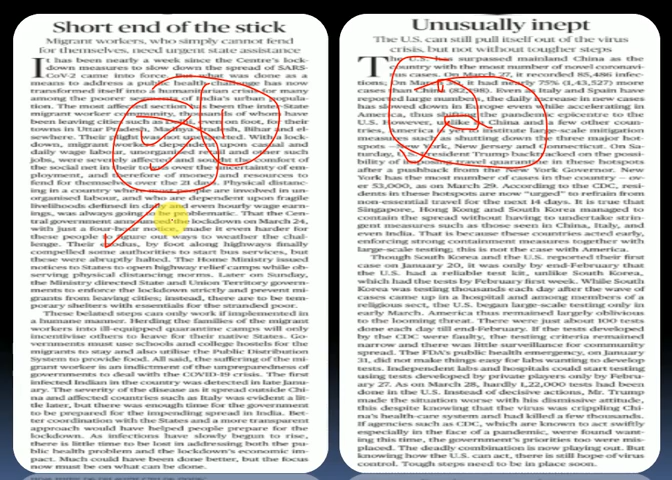 Short end of the stick
Migrant workers, who simply cannot fend
for themselves, need urgent state assistance
It has been nearly a week since the Centre's lock-
down measures to slow down the spread of SARS-
CoV-2 came into force. But what was done as a
means to address a public health challenge has now
transformed itself into a humanitarian crisis for many
among the poorer segments of India's urban popula-
tion. The most affected section has been the inter-State
migrant worker community, thousands of whom have
been leaving cities such as even on foot, for their
towns in Uttar Pradesh, Madhya Pradesh, Bihar and el-
sewhere. Their plight was not unexpected. With lock-
down, migrant workers dependent upon casual and
daily wage labour, unorganised retail and other such
jobs, were severely affected and sought the comfort of
the social net in their towns over the uncertainty of em-
ployment, and therefore of money and resources to
fend for themselves over the 21 days. Physical distanc-
ing in a country where most people are involved in un-
organised labour, and who are dependent upon fragile
livelihoods defined in daily and even hourly wage earn-
ings, was always going to be problematic. That the Cen-
tral government announced the lockdown on March 24,
with just a four-hour notice, made it even harder for
these people to figure out ways to weather the chal-
lenge. Their exodus, by foot along highways finally
compelled some authorities to start bus services, but
these were abruptly halted. The Home Ministry issued
notices to States to open highway relief camps while ob-
serving physical distancing norms. Later on Sunday,
the Ministry directed State and Union Territory govern-
ments to enforce the lockdown strictly and prevent mi-
grants from leaving cities; instead, there are to be tem-
porary shelters with essentials for the stranded poor.
These belated steps can only work if implemented in
a humane manner. Herding the families of the migrant
workers into ill-equipped quarantine camps will only
incentivise others to leave for their native States. Go-
vernments must use schools and college hostels for the
migrants to stay and also utilise the Public Distribution
System to provide food. All said, the suffering of the mi-
grant worker is an indictment of the unpreparedness of
governments to deal with the COVID-19 crisis. The first
infected Indian in the country was detected in late Janu-
ary. The severity of the disease as it spread outside Chi-
na and affected countries such as Italy was evident a lit-
tle later, but there was enough time for the government
to be prepared for the impending spread in India. Bet-
ter coordination with the States and a more transparent
approach would have helped people prepare for the
lockdown. As infections have slowly begun to rise,
there is little time to be lost in addressing both the pu-
blic health problem and the lockdown's economic im-
pact. Much could have been done better, but the focus
now must be on what can be done.
Unusually inept
The U.S. can still pull itself out of the virus
crisis, but not without tougher steps
The U.S. has surpassed mainland China as the
country with the most number of novel coronavi-
rus cases. On March 27, it recorded 85,486 infec-
tions. On March it had nearly 75% (1,43,527) more
cases than China (82,198). Even as Italy and Spain have
reported large numbers, the daily increase in new cases
has slowed down in Europe even while accelerating in
America, thus shifting the pandemic epicentre to the
U.S. However, unlike China and a few other coun-
tries, America is yet to institute large-scale mitigation
measures such as shutting down the three major hot-
spots — New York, New Jersey and Connecticut. On Sa-
turday, President Trump backtracked on the possi-
bility of travel quarantine in these hotspots
after a pushback from the New York Governor. New
York has the most number of cases in the country — ov-
er 53,000, as on March 29. According to the CDC, resi-
dents in these hotspots are now "urged" to refrain from
non-essential travel for the next 14 days. It is true that
Singapore, Hong Kong and South Korea managed to
contain the spread without having to undertake strin-
gent measures such as those seen in China, Italy, and
even India. That is because these countries acted early,
enforcing strong containment measures together with
large-scale testing, but this is not the case with America.
Though South Korea and the U.S. reported their first
case on January 20, it was only by end-February that
the U.S. had a reliable test kit, unlike South Korea,
which had the tests by February first week. While South
Korea was testing thousands each day after the wave of
cases came up in a hospital and among members of a
religious sect, the U.S. began large-scale testing only in
early March. America thus remained largely oblivious
to the looming threat. There were just about 100 tests
done each day till end-February. If the tests developed
by the CDC were faulty, the testing criteria remained
narrow and there was little surveillance for community
spread. The FDA's public health emergency, on January
31, did not make things easy for labs wanting to develop
tests. Independent labs and hospitals could start testing
using tests developed by private players only by Febru-
ary 27. As on March 28, hardly 1,22,000 tests had been
done in the U.S. Instead of decisive actions, Mr. Trump
made the situation worse with his dismissive attitude,
this despite knowing that the virus was crippling Chi-
na's health-care system and had killed a few thousand.
If agencies such as CDC, which are known to act swiftly
especially in the face of a pandemic, were found want-
ing this time, the government's priorities too were mis-
placed. The deadly combination is now playing out. But
knowing how the U.S. can act, there is still hope of virus
control. Tough steps need to be in place soon.